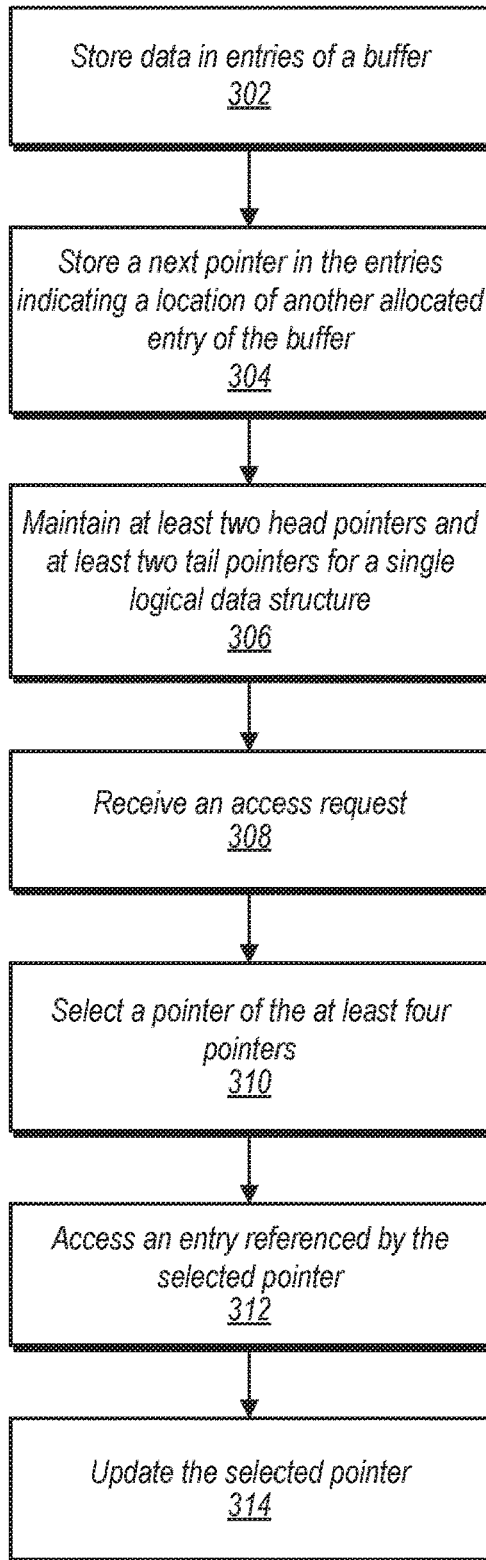 Store data in entries of a buffer
302
Store a next pointer in the entries
indicating a location of another allocated
entry of the buffer
304
Maintain at least two head pointers and
at least two tail pointers for a single
logical data structure
306
Receive an access request
308
Select a pointer of the at least four
pointers
310
Access an entry referenced by the
selected pointer
312
Update the selected pointer
314